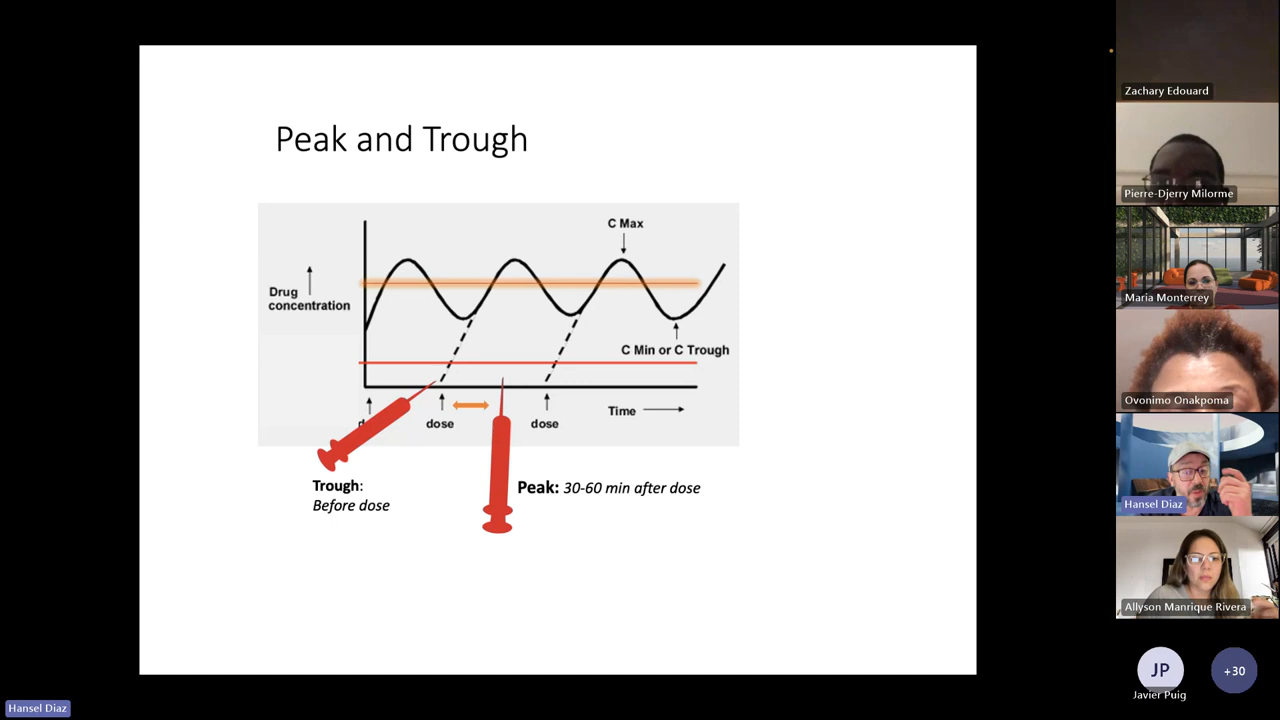 Peak and Trough
C Max
Drug
concentration
C Min or C Trough
dose
dose
Time
Trough:
Before dose
Peak: 30-60 min after dose
Zachary Edouard
Pierre-Djerry Milorme
Maria Monterrey
Ovonimo Onakpoma
Hansel Diaz
Allyson Manrique Rivera
JP
+30
Javier Puig
Hansel Diaz